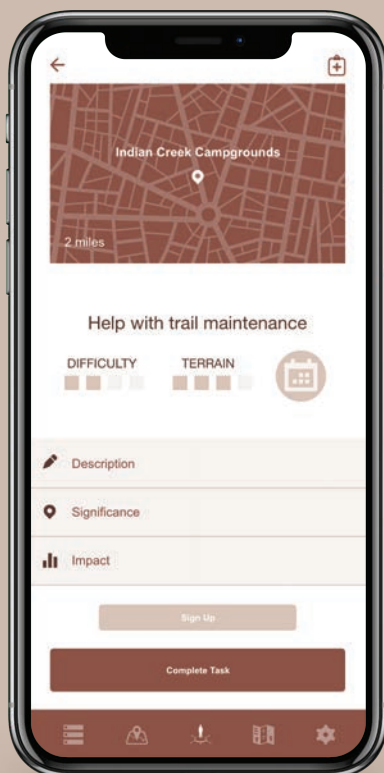 Indian Creek Campgrounds
2 miles
Help with trail maintenance
DIFFICULTY TERRAIN
Description
Significance
Impact
Sign Up
Complete Task